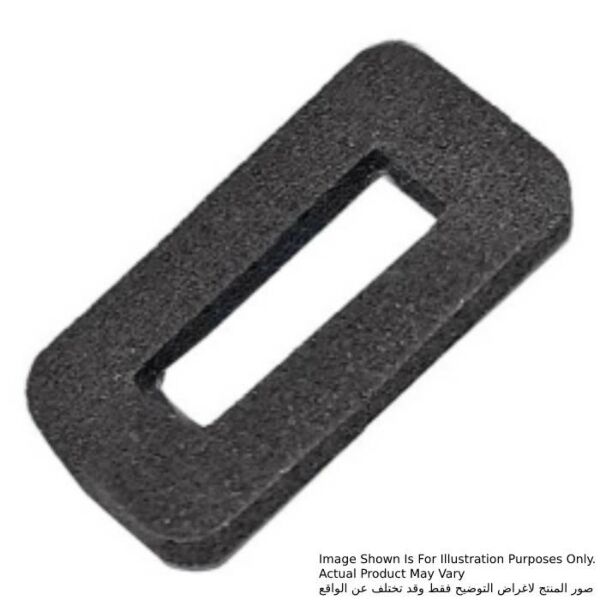 Image Shown Is For Illustration Purposes Only.
Actual Product May Vary
صور المنتج لاغراض التوضيح فقط وقد تختلف عن الواقع